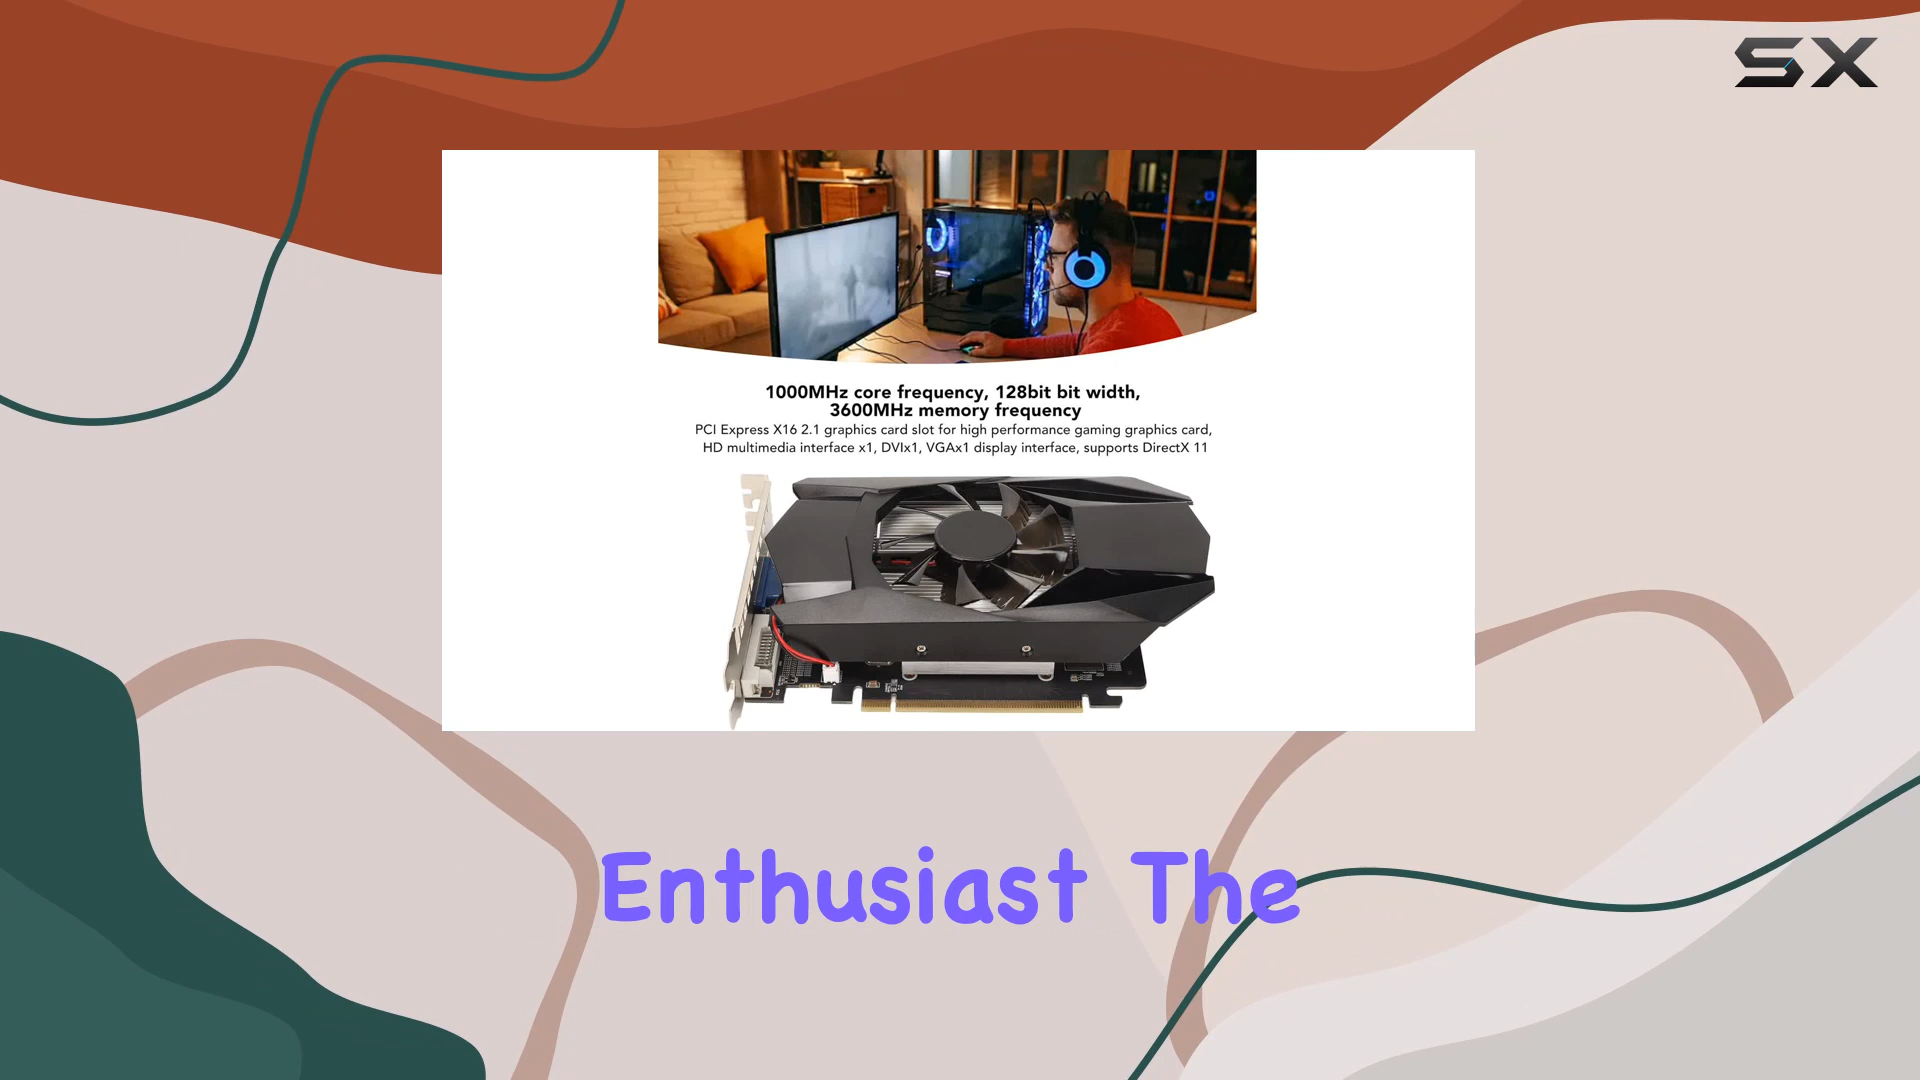 SX
1000MHz core frequency, 128bit bit width,
3600MHz memory frequency
PCI Express X16 2.1 graphics card slot for high performance gaming graphics card,
HD multimedia interface x1, DVIx1, VGAx1 display interface, supports DirectX 11
Enthusiast The